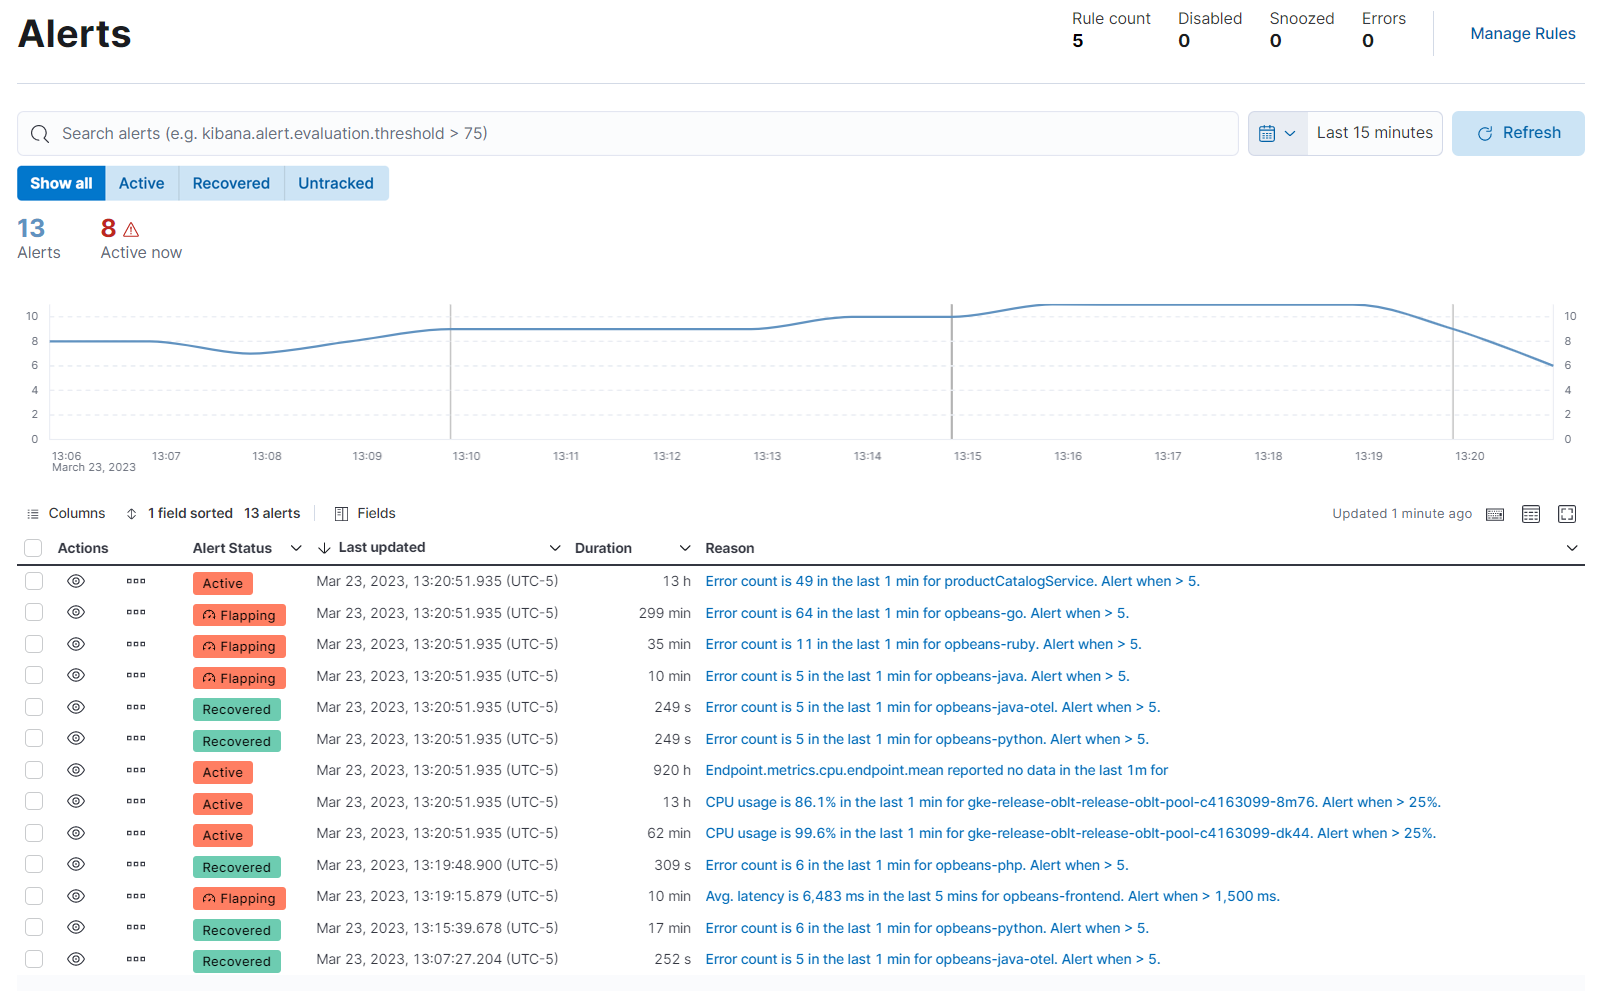 Alerts
Rule count Disabled Snoozed Errors
5 0 0 0
Manage Rules
Search alerts (e.g. kibana.alert.evaluation.threshold > 75)
Last 15 minutes
Refresh
Show all Active Recovered Untracked
13 8
Alerts Active now
10 10
8 8
6 6
4 4
2 2
0 0
13:06 13:07 13:08 13:09 13:10 13:11 13:12 13:13 13:14 13:15 13:16 13:17 13:18 13:19 13:20
March 23, 2023
Columns 1 field sorted 13 alerts Fields Updated 1 minute ago
Actions Alert Status Last updated Duration Reason
Active Mar 23, 2023, 13:20:51.935 (UTC-5) 13 h Error count is 49 in the last 1 min for productCatalogService. Alert when > 5.
Flapping Mar 23, 2023, 13:20:51.935 (UTC-5) 299 min Error count is 64 in the last 1 min for opbeans-go. Alert when > 5.
Flapping Mar 23, 2023, 13:20:51.935 (UTC-5) 35 min Error count is 11 in the last 1 min for opbeans-ruby. Alert when > 5.
Flapping Mar 23, 2023, 13:20:51.935 (UTC-5) 10 min Error count is 5 in the last 1 min for opbeans-java. Alert when > 5.
Recovered Mar 23, 2023, 13:20:51.935 (UTC-5) 249 s Error count is 5 in the last 1 min for opbeans-java-otel. Alert when > 5.
Recovered Mar 23, 2023, 13:20:51.935 (UTC-5) 249 s Error count is 5 in the last 1 min for opbeans-python. Alert when > 5.
Active Mar 23, 2023, 13:20:51.935 (UTC-5) 920 h Endpoint.metrics.cpu.endpoint.mean reported no data in the last 1m for
Active Mar 23, 2023, 13:20:51.935 (UTC-5) 13 h CPU usage is 86.1% in the last 1 min for gke-release-oblt-release-oblt-pool-c4163099-8m76. Alert when > 25%.
Active Mar 23, 2023, 13:20:51.935 (UTC-5) 62 min CPU usage is 99.6% in the last 1 min for gke-release-oblt-release-oblt-pool-c4163099-dk44. Alert when > 25%.
Recovered Mar 23, 2023, 13:19:48.900 (UTC-5) 309 s Error count is 6 in the last 1 min for opbeans-php. Alert when > 5.
Flapping Mar 23, 2023, 13:19:15.879 (UTC-5) 10 min Avg. latency is 6,483 ms in the last 5 mins for opbeans-frontend. Alert when > 1,500 ms.
Recovered Mar 23, 2023, 13:15:39.678 (UTC-5) 17 min Error count is 6 in the last 1 min for opbeans-python. Alert when > 5.
Recovered Mar 23, 2023, 13:07:27.204 (UTC-5) 252 s Error count is 5 in the last 1 min for opbeans-java-otel. Alert when > 5.